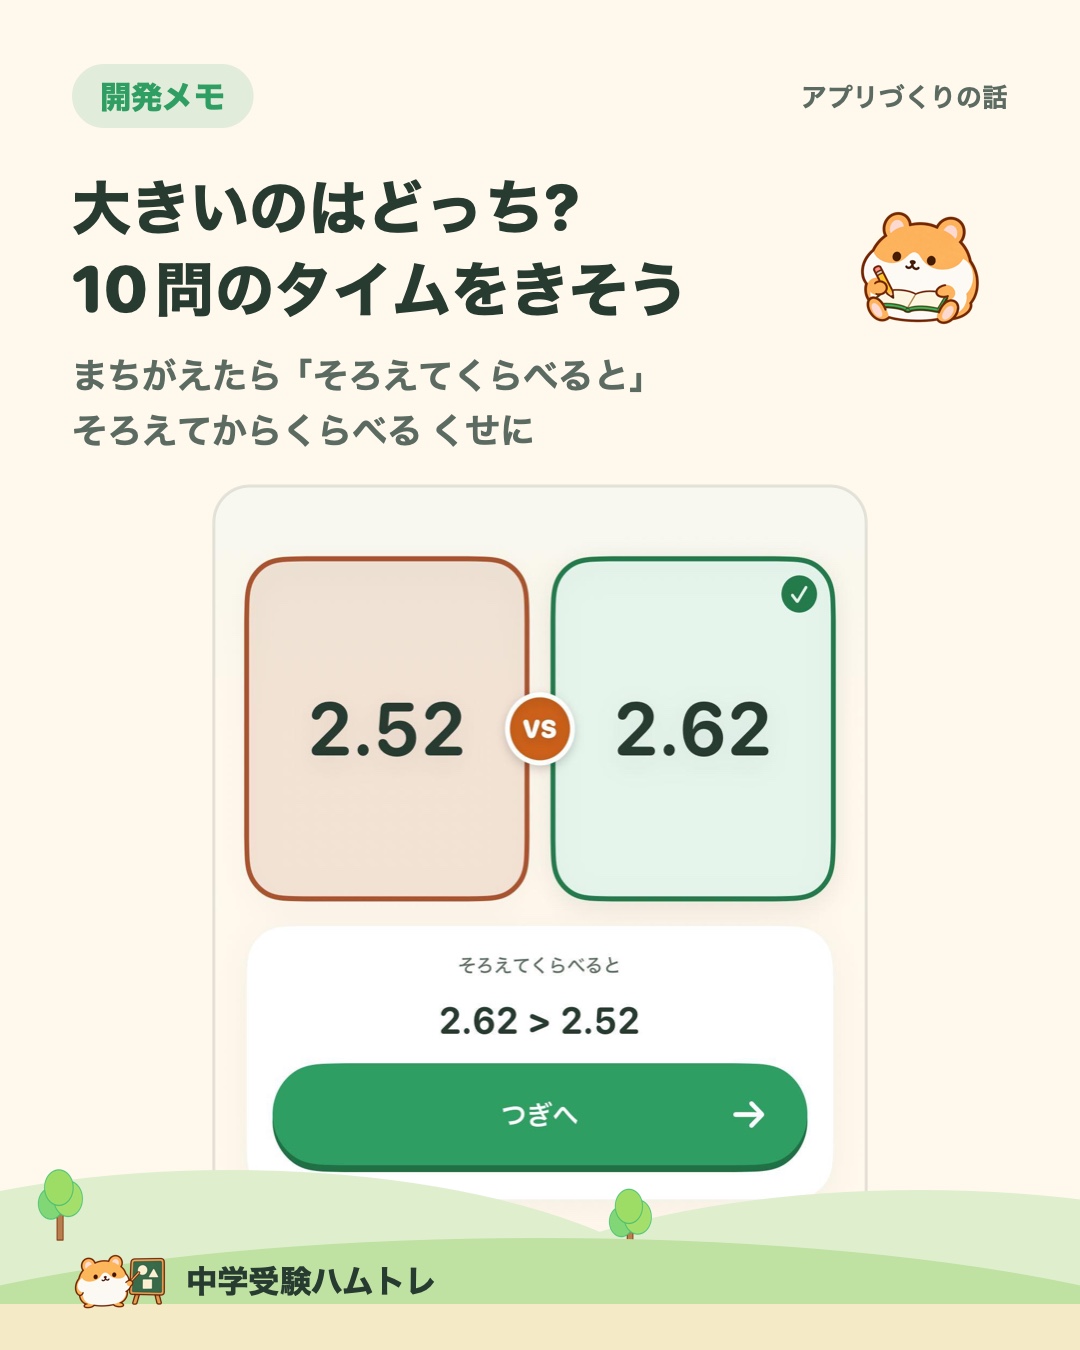 開発メモ
アプリづくりの話
大きいのはどっち?
10問のタイムをきそう
まちがえたら「そろえてくらべると」
そろえてからくらべる くせに
2.52
VS
2.62
そろえてくらべると
2.62 > 2.52
つぎへ
中学受験ハムトレ